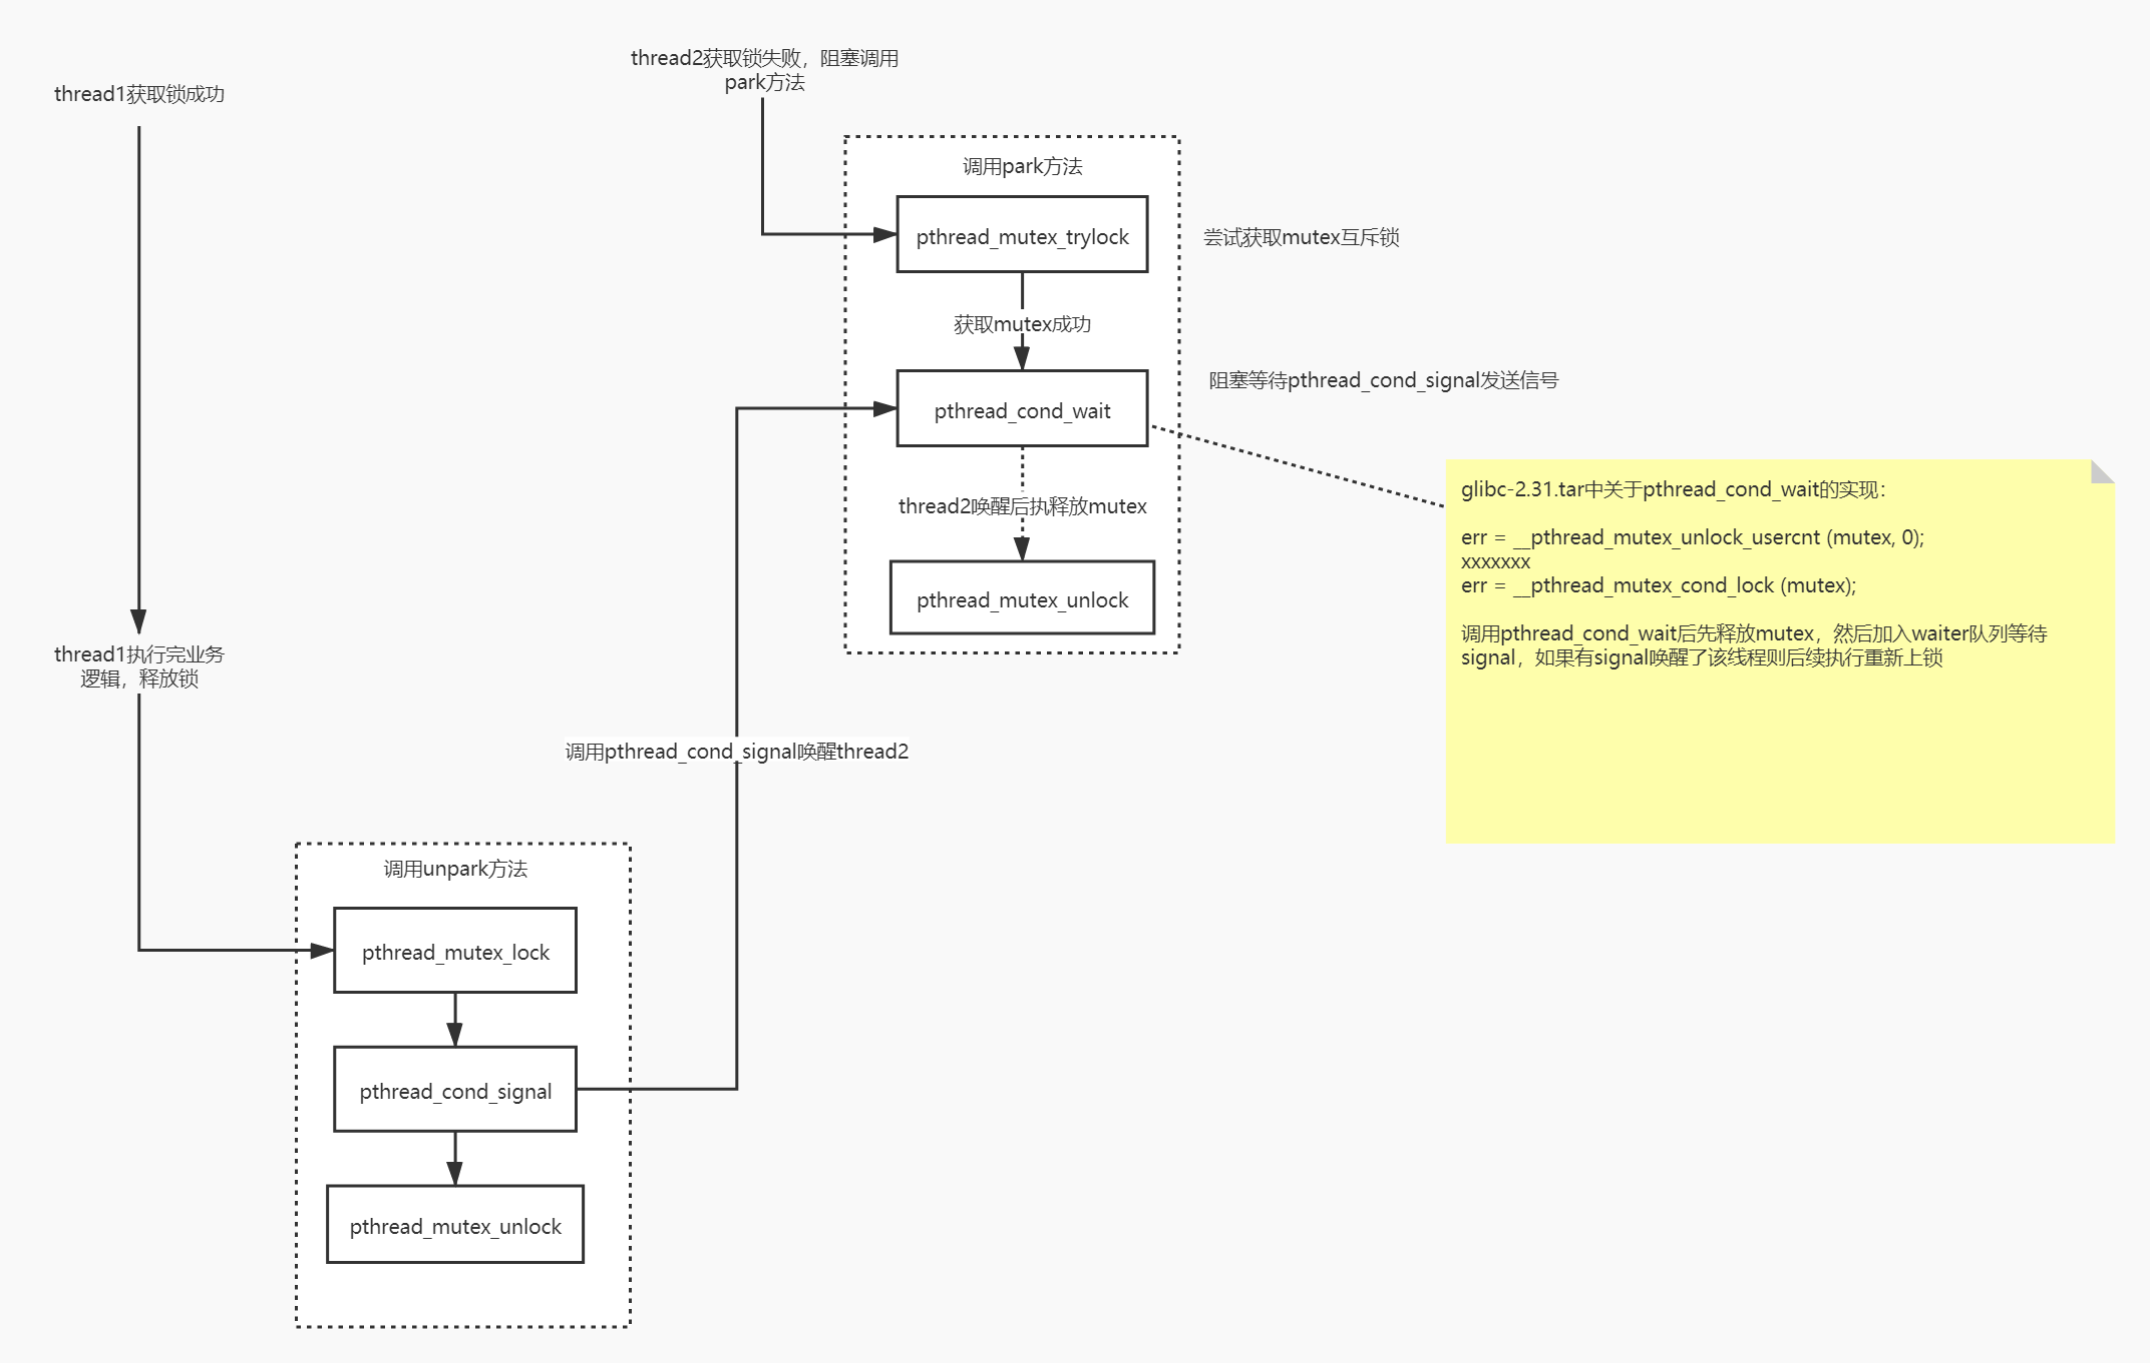 thread1获取锁成功
thread2获取锁失败，阻塞调用
park方法
调用park方法
pthread_mutex_trylock
尝试获取mutex互斥锁
获取mutex成功
pthread_cond_wait
阻塞等待pthread_cond_signal发送信号
thread2唤醒后执释放mutex
pthread_mutex_unlock
glibc-2.31.tar中关于pthread_cond_wait的实现：
err = __pthread_mutex_unlock_usercnt (mutex, 0);
xxxxxxx
err = __pthread_mutex_cond_lock (mutex);
调用pthread_cond_wait后先释放mutex，然后加入waiter队列等待
signal，如果有signal唤醒了该线程则后续执行重新上锁
thread1执行完业务
逻辑，释放锁
调用pthread_cond_signal唤醒thread2
调用unpark方法
pthread_mutex_lock
pthread_cond_signal
pthread_mutex_unlock